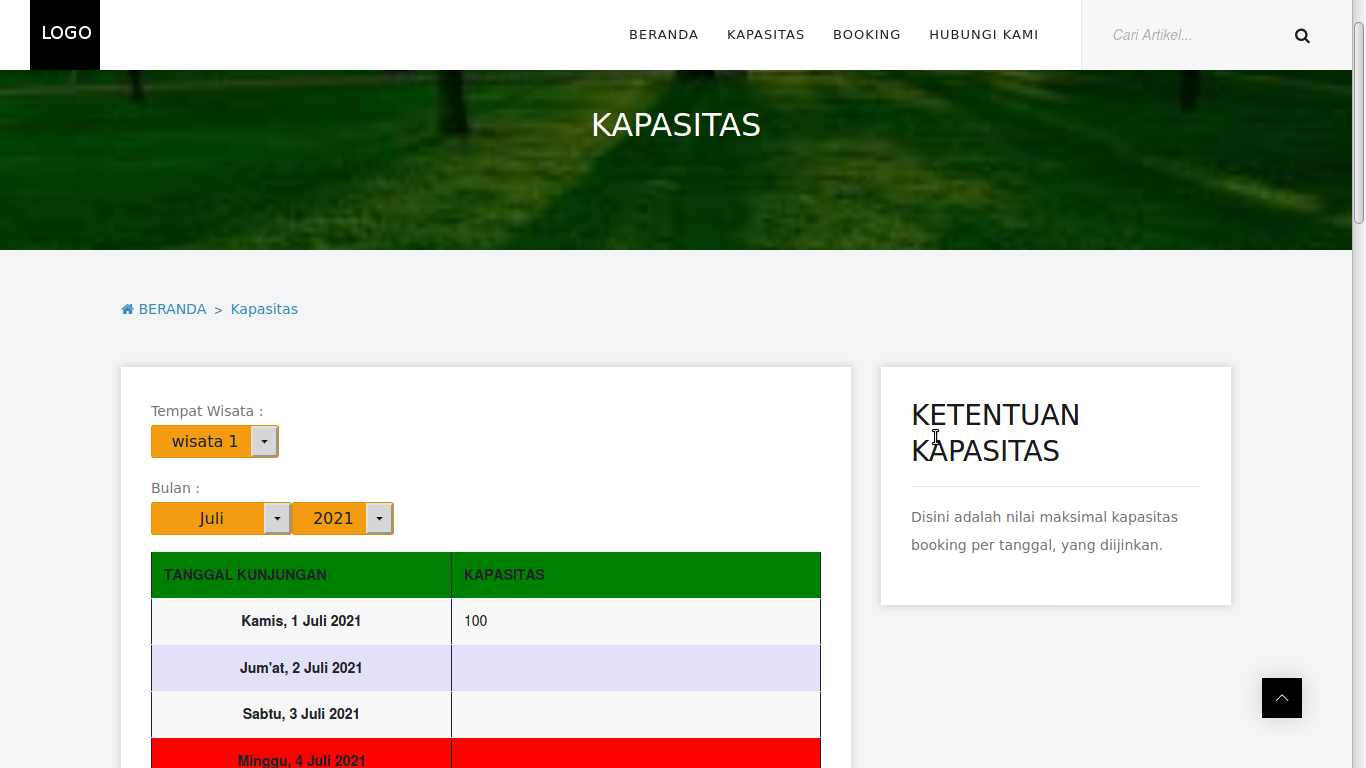 LOGO
BERANDA KAPASITAS BOOKING HUBUNGI KAMI Cari Artikel...
KAPASITAS
BERANDA > Kapasitas
Tempat Wisata :
wisata 1
Bulan :
Juli 2021
TANGGAL KUNJUNGAN KAPASITAS
Kamis, 1 Juli 2021 100
Jum'at, 2 Juli 2021
Sabtu, 3 Juli 2021
Minggu, 4 Juli 2021
KETENTUAN
KAPASITAS
Disini adalah nilai maksimal kapasitas
booking per tanggal, yang diijinkan.